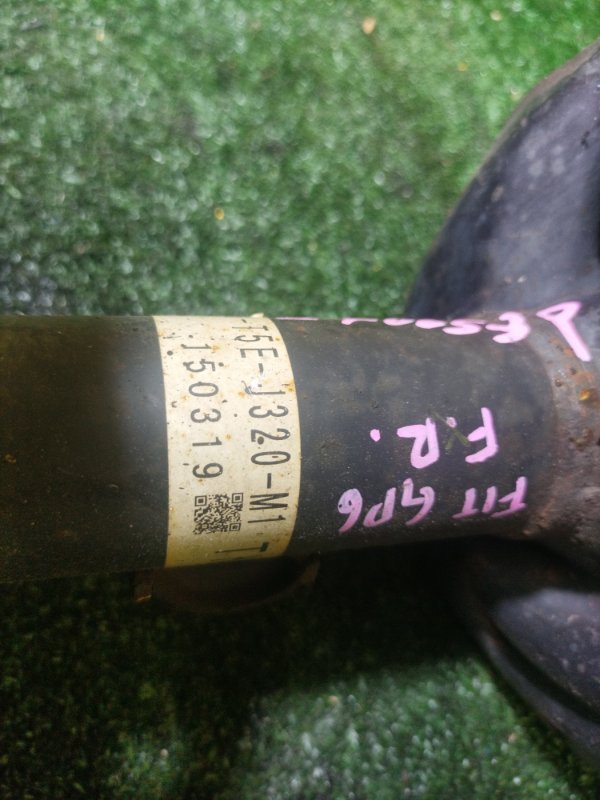 -T5E-J320-M1 T
150319
F.R.
FIT GP6